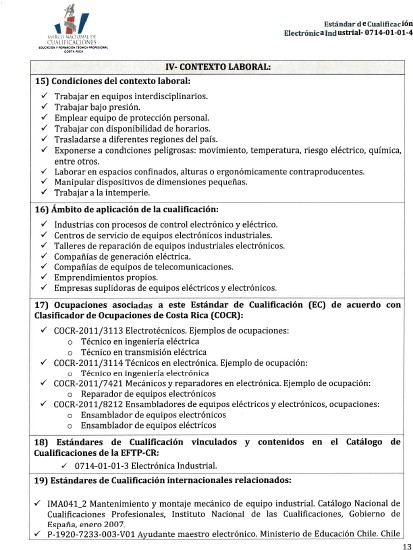 MARCO NACIONAL DE
CUALIFICACIONES
EDUCACIÓN Y FORMACIÓN TÉCNICA PROFESIONAL
COSTA RICA
Estándar de Cualificación
Electrónica Industrial- 0714-01-01-4
IV- CONTEXTO LABORAL:
15) Condiciones del contexto laboral:
✓ Trabajar en equipos interdisciplinarios.
✓ Trabajar bajo presión.
✓ Emplear equipo de protección personal.
✓ Trabajar con disponibilidad de horarios.
✓ Trasladarse a diferentes regiones del país.
✓ Exponerse a condiciones peligrosas: movimiento, temperatura, riesgo eléctrico, química,
entre otros.
✓ Laborar en espacios confinados, alturas o ergonómicamente contraproducentes.
✓ Manipular dispositivos de dimensiones pequeñas.
✓ Trabajar a la intemperie.
16) Ámbito de aplicación de la cualificación:
✓ Industrias con procesos de control electrónico y eléctrico.
✓ Centros de servicio de equipos electrónicos industriales.
✓ Talleres de reparación de equipos industriales electrónicos.
✓ Compañías de generación eléctrica.
✓ Compañías de equipos de telecomunicaciones.
✓ Emprendimientos propios.
✓ Empresas suplidoras de equipos eléctricos y electrónicos.
17) Ocupaciones asociadas a este Estándar de Cualificación (EC) de acuerdo con
Clasificador de Ocupaciones de Costa Rica (COCR):
✓ COCR-2011/3113 Electrotécnicos. Ejemplos de ocupaciones:
o Técnico en ingeniería eléctrica
o Técnico en transmisión eléctrica
✓ COCR-2011/3114 Técnicos en electrónica. Ejemplo de ocupación:
o Técnico en ingeniería electrónica
✓ COCR-2011/7421 Mecánicos y reparadores en electrónica. Ejemplo de ocupación:
o Reparador de equipos electrónicos
✓ COCR-2011/8212 Ensambladores de equipos eléctricos y electrónicos, ocupaciones:
o Ensamblador de equipos electrónicos
o Ensamblador de equipos eléctricos
18) Estándares de Cualificación vinculados y contenidos en el Catálogo de
Cualificaciones de la EFTP-CR:
✓ 0714-01-01-3 Electrónica Industrial.
19) Estándares de Cualificación internacionales relacionados:
✓ IMA041_2 Mantenimiento y montaje mecánico de equipo industrial. Catálogo Nacional de
Cualificaciones Profesionales, Instituto Nacional de las Cualificaciones, Gobierno de
España, enero 2007.
✓ P-1920-7233-003-V01 Ayudante maestro electrónico. Ministerio de Educación Chile. Chile
13